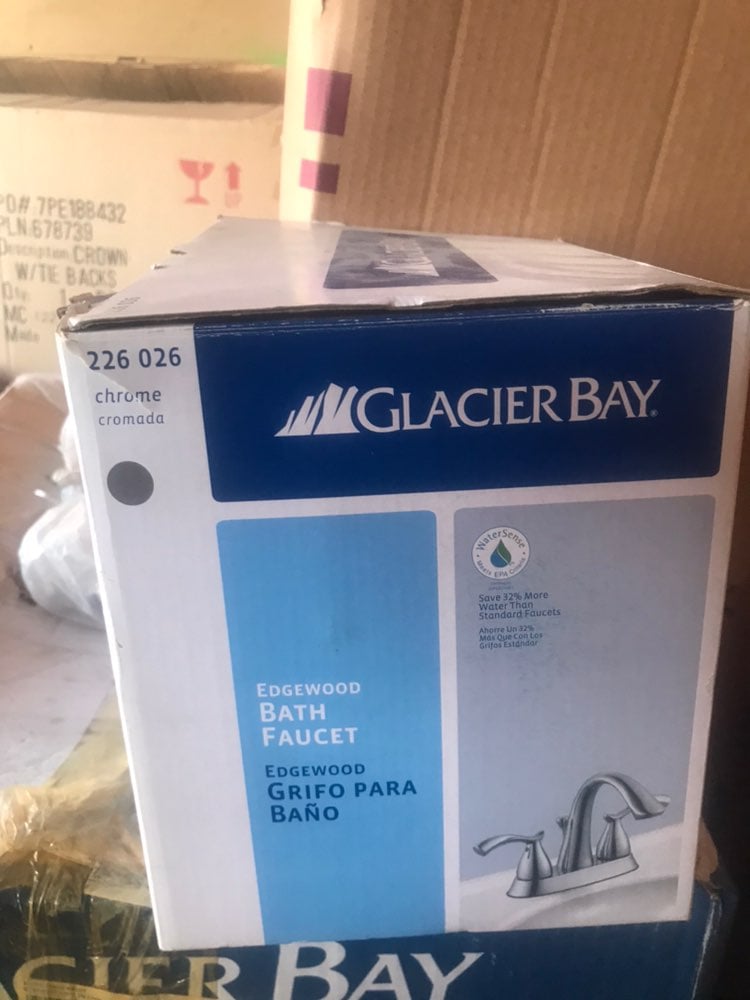 PO# 7PE188432
PLN: 678739
Description: CROWN
W/TIE BACKS
MC
226 026
chrome
cromada
GLACIER BAY®
WaterSense
Meets EPA Criteria
Save 32% More
Water Than
Standard Faucets
Ahorre Un 32%
Más Que Con Los
Grifos Estándar
EDGEWOOD
BATH
FAUCET
EDGEWOOD
GRIFO PARA
BAÑO
CIER BAY